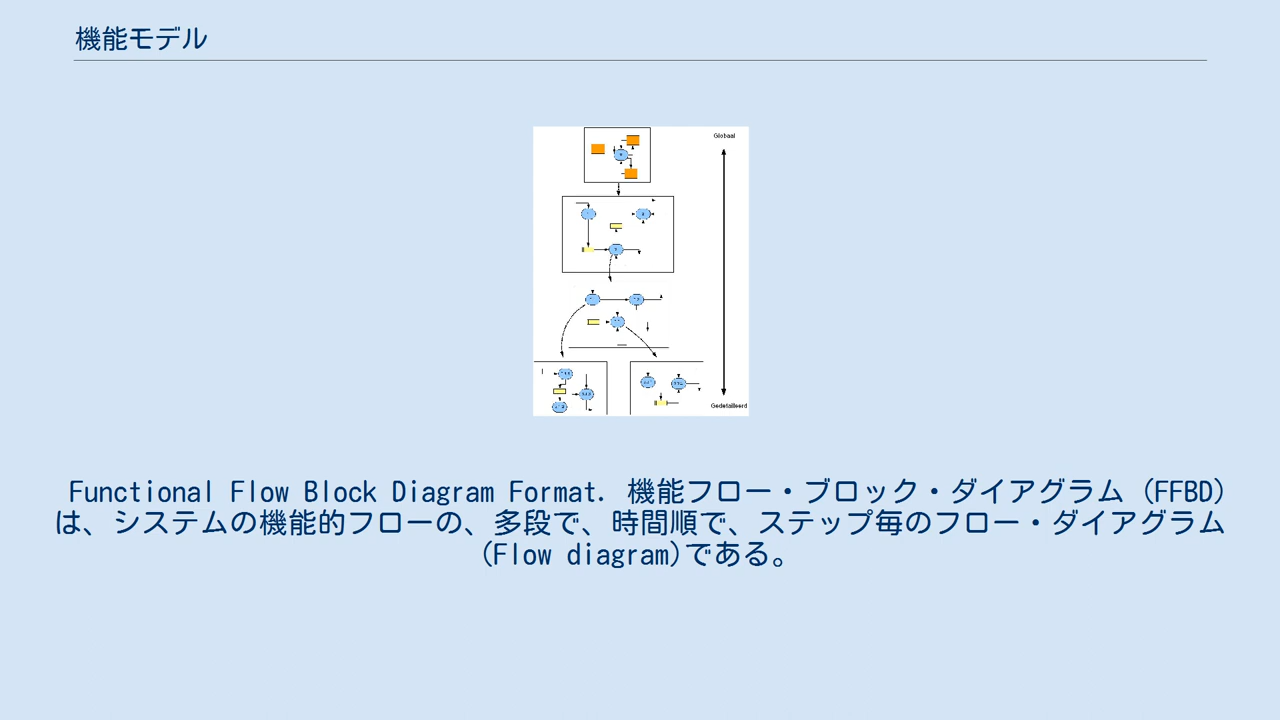 機能モデル
Globaal
Gedetailleerd
Functional Flow Block Diagram Format. 機能フロー・ブロック・ダイアグラム (FFBD)
は、システムの機能的フローの、多段で、時間順で、ステップ毎のフロー・ダイアグラム
(Flow diagram)である。